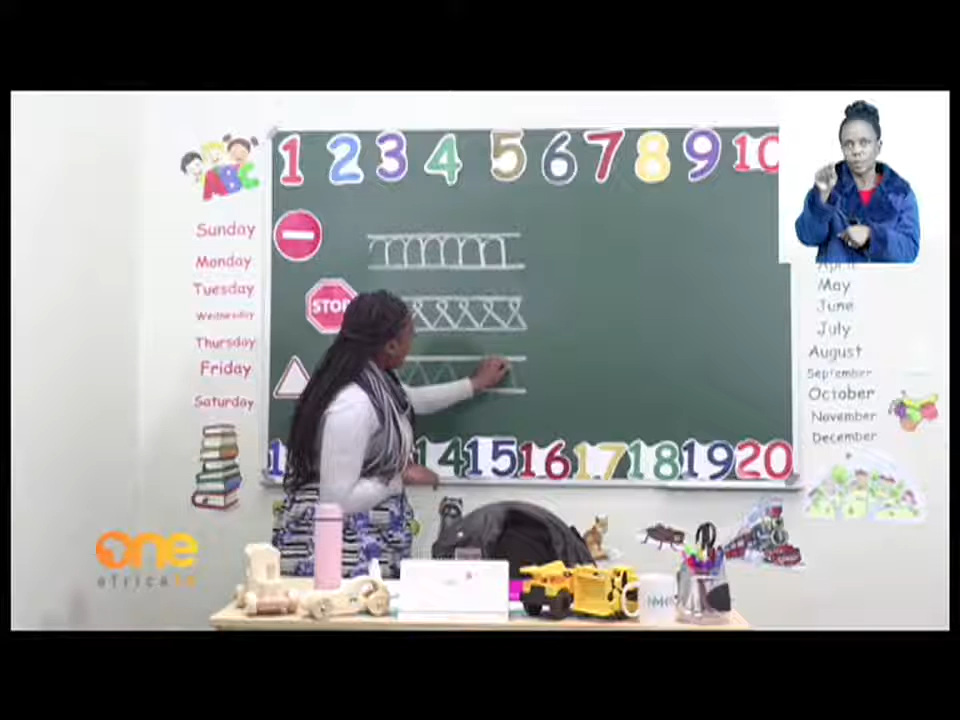 1 2 3 4 5 6 7 8 9 10
ABC
Sunday
Monday
Tuesday
Wednesday
Thursday
Friday
Saturday
STOP
April
May
June
July
August
September
October
November
December
14 15 16 17 18 19 20
one
africa